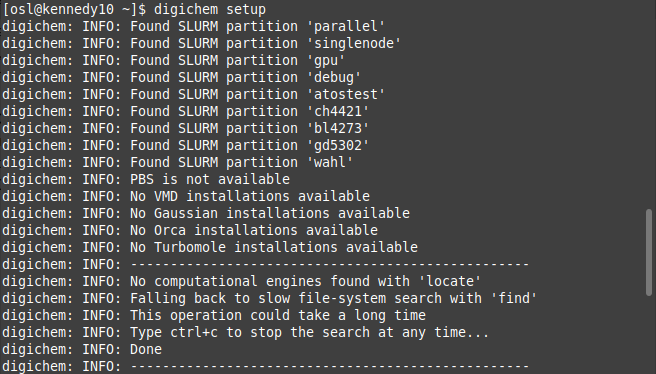 [osl@kennedy10 ~]$ digichem setup
digichem: INFO: Found SLURM partition 'parallel'
digichem: INFO: Found SLURM partition 'singlenode'
digichem: INFO: Found SLURM partition 'gpu'
digichem: INFO: Found SLURM partition 'debug'
digichem: INFO: Found SLURM partition 'atostest'
digichem: INFO: Found SLURM partition 'ch4421'
digichem: INFO: Found SLURM partition 'bl4273'
digichem: INFO: Found SLURM partition 'gd5302'
digichem: INFO: Found SLURM partition 'wahl'
digichem: INFO: PBS is not available
digichem: INFO: No VMD installations available
digichem: INFO: No Gaussian installations available
digichem: INFO: No Orca installations available
digichem: INFO: No Turbomole installations available
digichem: INFO: --------------------------------------------------
digichem: INFO: No computational engines found with 'locate'
digichem: INFO: Falling back to slow file-system search with 'find'
digichem: INFO: This operation could take a long time
digichem: INFO: Type ctrl+c to stop the search at any time...
digichem: INFO: Done
digichem: INFO: --------------------------------------------------